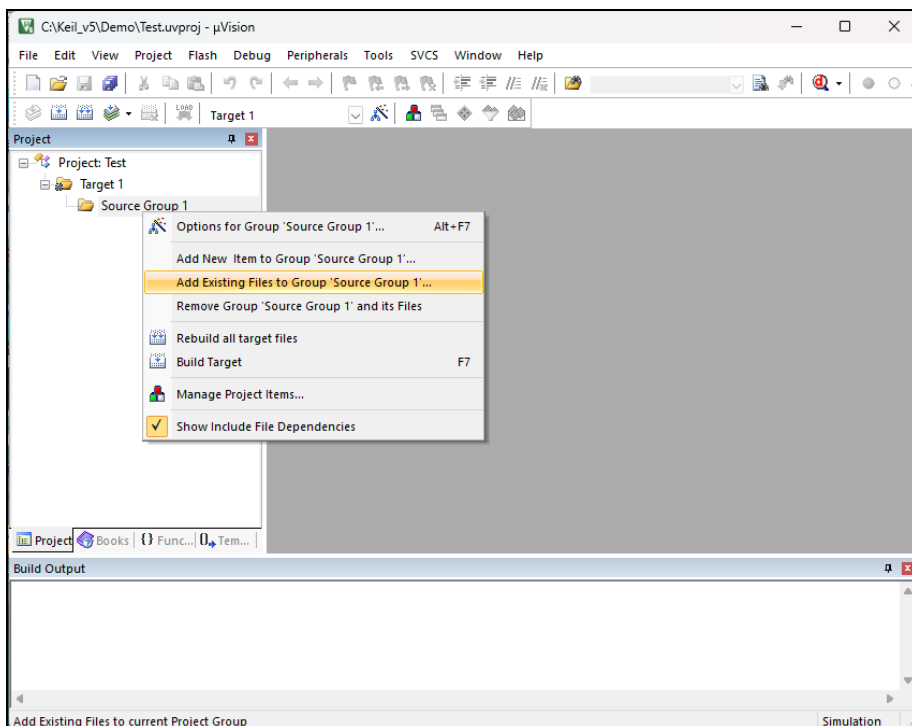 C:\Keil_v5\Demo\Test.uvproj - µVision
File Edit View Project Flash Debug Peripherals Tools SVCS Window Help
LOAD Target 1
Project
Project: Test
Target 1
Source Group 1
Options for Group 'Source Group 1'... Alt+F7
Add New Item to Group 'Source Group 1'...
Add Existing Files to Group 'Source Group 1'...
Remove Group 'Source Group 1' and its Files
Rebuild all target files
Build Target F7
Manage Project Items...
Show Include File Dependencies
Project Books {} Func... 0 Tem...
Build Output
Add Existing Files to current Project Group Simulation